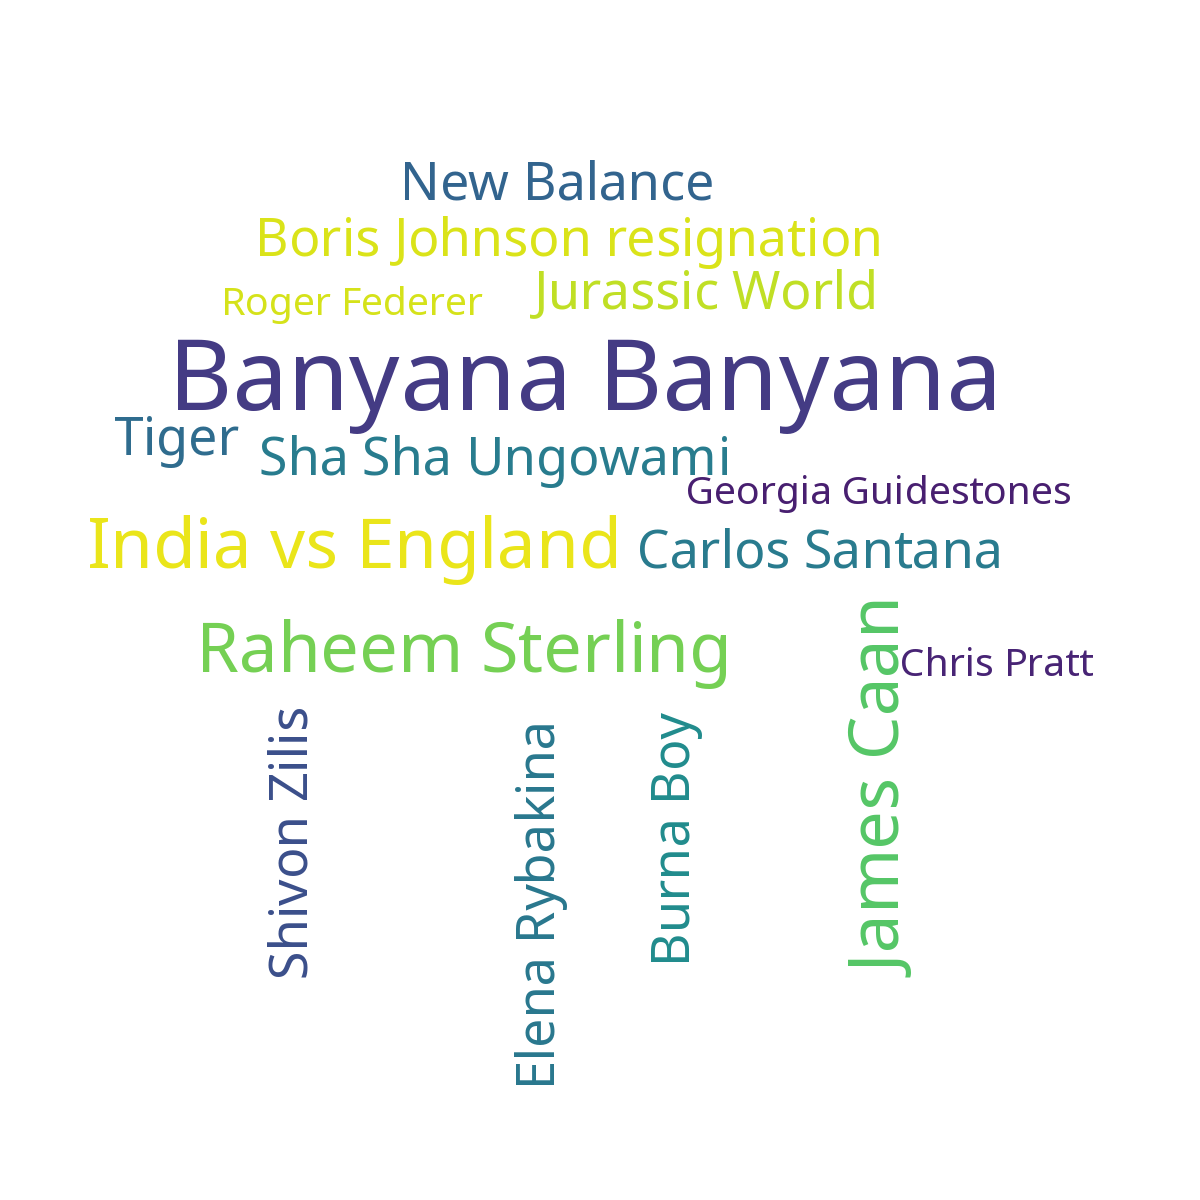 New Balance
Boris Johnson resignation
Jurassic World
Roger Federer
Banyana Banyana
Tiger
Sha Sha Ungowami
Georgia Guidestones
India vs England
Carlos Santana
Raheem Sterling
James Caan
Chris Pratt
Shivon Zilis
Elena Rybakina
Burna Boy